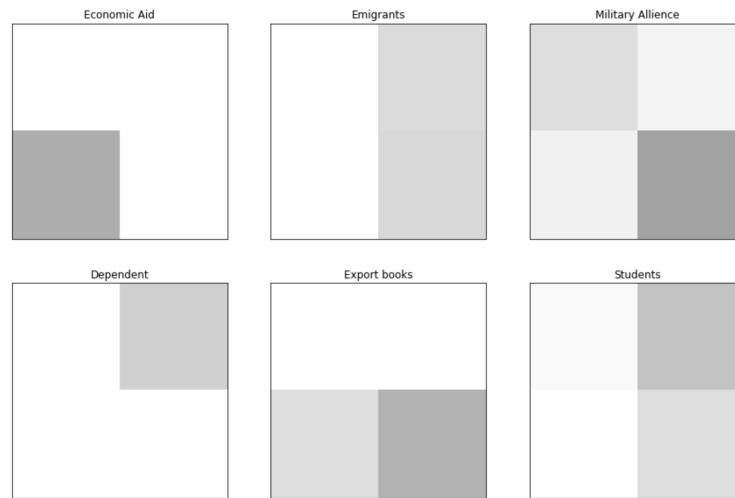 Economic Aid
Emigrants
Military Allience
Dependent
Export books
Students